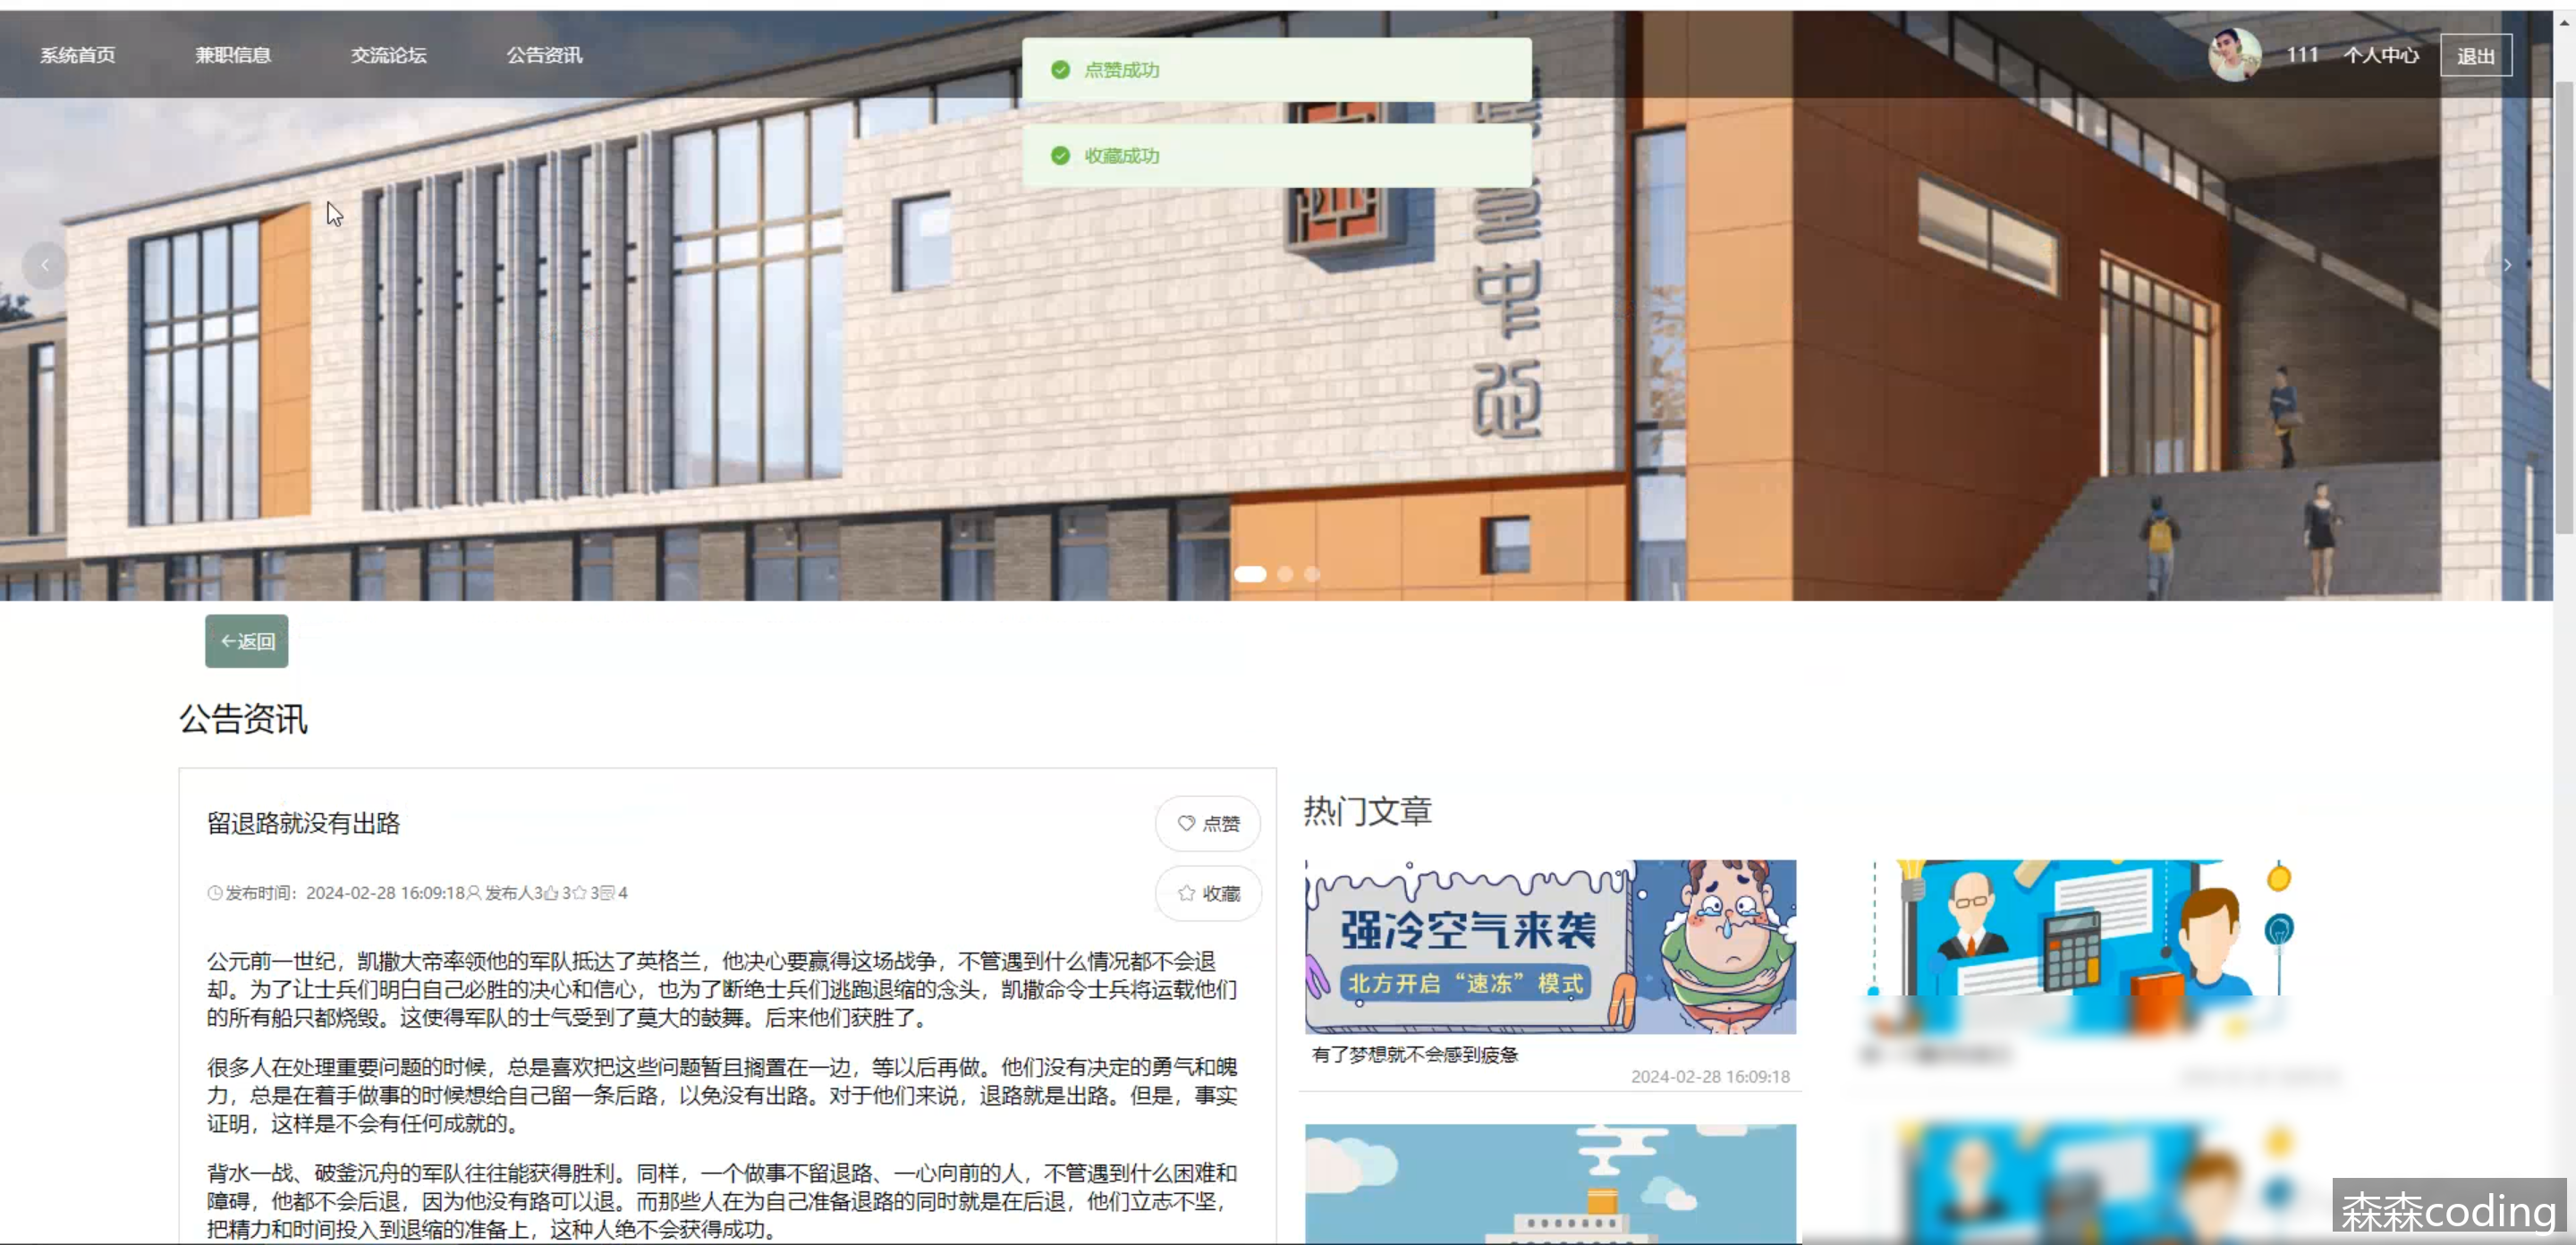 系统首页
兼职信息
交流论坛
公告资讯
111
个人中心
退出
点赞成功
收藏成功
←返回
公告资讯
留退路就没有出路
点赞
发布时间：2024-02-28 16:09:18 发布人3 3 3 4
收藏
公元前一世纪，凯撒大帝率领他的军队抵达了英格兰，他决心要赢得这场战争，不管遇到什么情况都不会退
却。为了让士兵们明白自己必胜的决心和信心，也为了断绝士兵们逃跑退缩的念头，凯撒命令士兵将运载他们
的所有船只都烧毁。这使得军队的士气受到了莫大的鼓舞。后来他们获胜了。
很多人在处理重要问题的时候，总是喜欢把这些问题暂且搁置在一边，等以后再做。他们没有决定的勇气和魄
力，总是在着手做事的时候想给自己留一条后路，以免没有出路。对于他们来说，退路就是出路。但是，事实
证明，这样是不会有任何成就的。
背水一战、破釜沉舟的军队往往能获得胜利。同样，一个做事不留退路、一心向前的人，不管遇到什么困难和
障碍，他都不会后退，因为他没有路可以退。而那些人在为自己准备退路的同时就是在后退，他们立志不坚，
把精力和时间投入到退缩的准备上，这种人绝不会获得成功。
热门文章
强冷空气来袭
北方开启“速冻”模式
有了梦想就不会感到疲惫
2024-02-28 16:09:18
森森coding